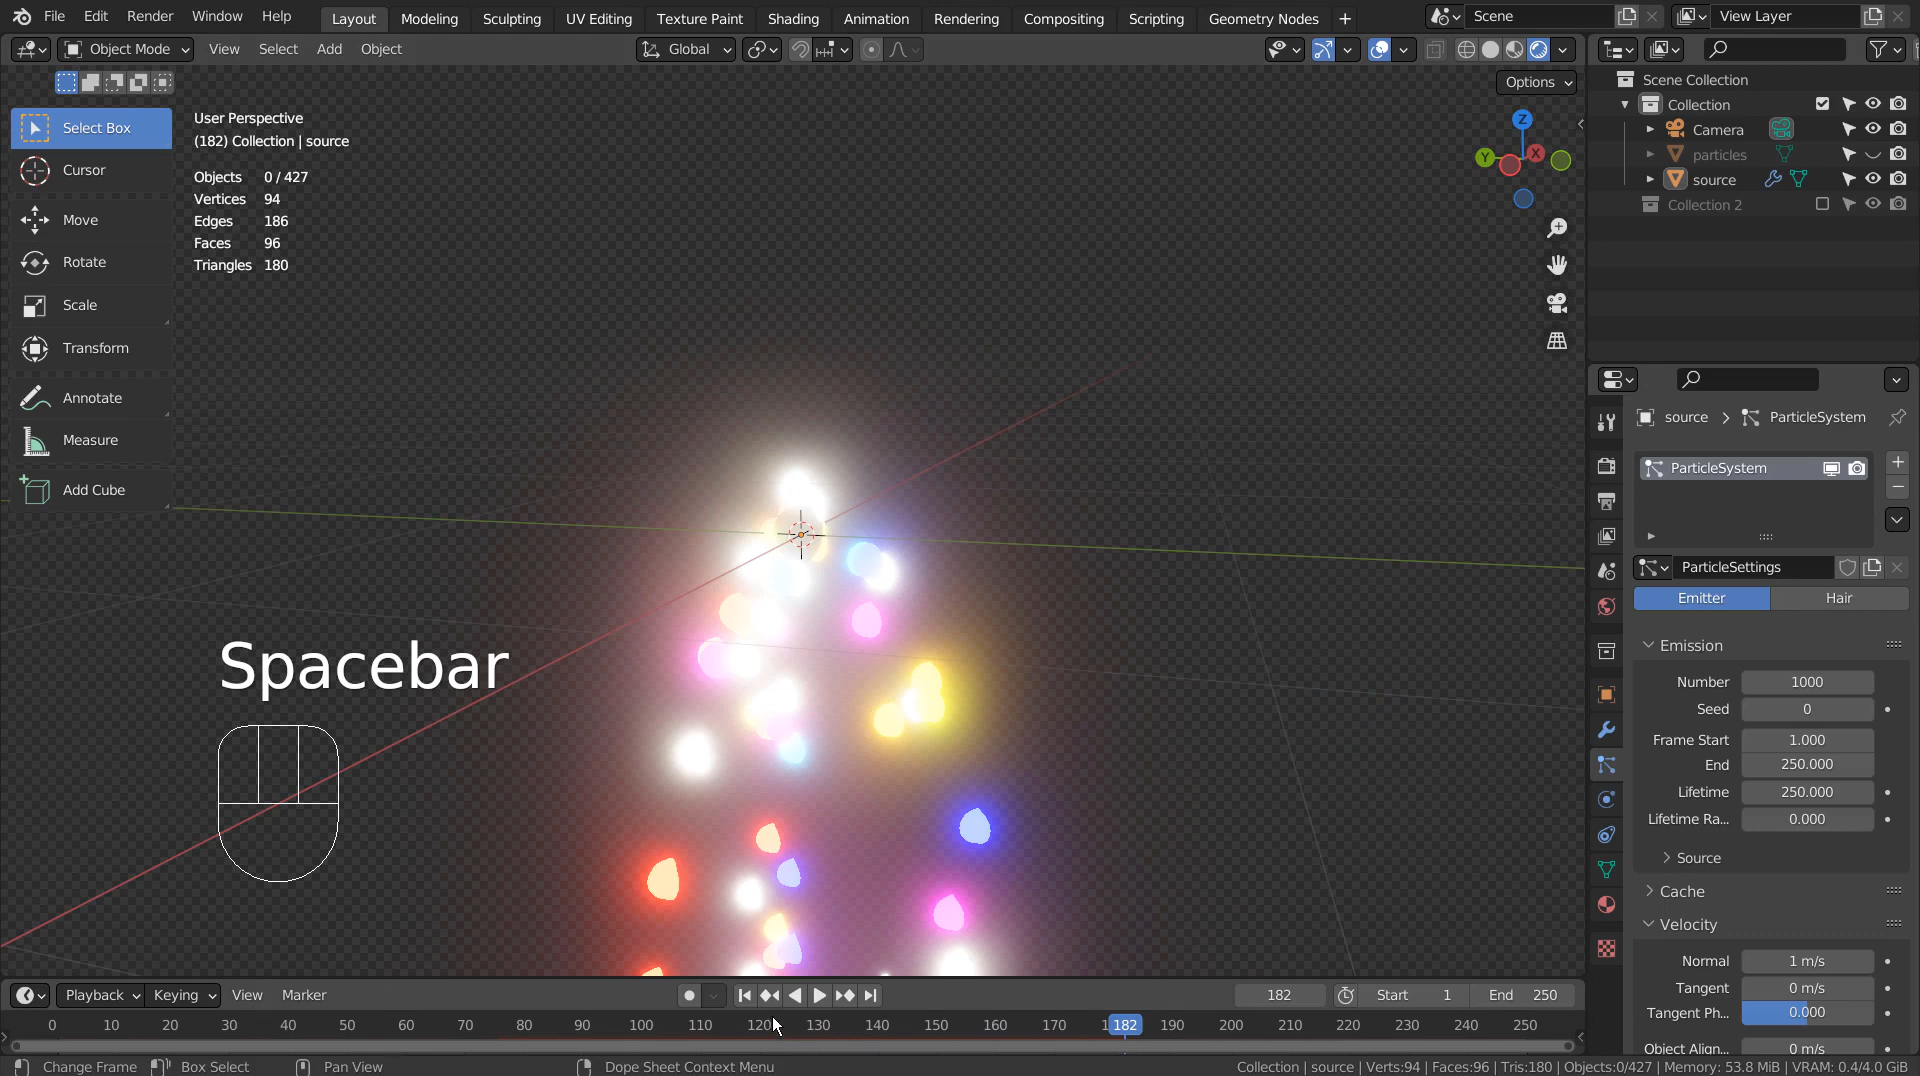 File Edit Render Window Help Layout Modeling Sculpting UV Editing Texture Paint Shading Animation Rendering Compositing Scripting Geometry Nodes + Scene View Layer
Object Mode View Select Add Object Global
Options
Select Box
Cursor
Move
Rotate
Scale
Transform
Annotate
Measure
Add Cube
User Perspective
(182) Collection | source
Objects 0 / 427
Vertices 94
Edges 186
Faces 96
Triangles 180
Z
Y
X
Spacebar
Scene Collection
Collection
Camera
particles
source
Collection 2
source > ParticleSystem
ParticleSystem
ParticleSettings
Emitter Hair
Emission
Number 1000
Seed 0
Frame Start 1.000
End 250.000
Lifetime 250.000
Lifetime Ra... 0.000
Source
Cache
Velocity
Normal 1 m/s
Tangent 0 m/s
Tangent Ph... 0.000
Object Align... 0 m/s
Playback Keying View Marker 182 Start 1 End 250
0 10 20 30 40 50 60 70 80 90 100 110 120 130 140 150 160 170 182 190 200 210 220 230 240 250
Change Frame Box Select Pan View Dope Sheet Context Menu Collection | source | Verts:94 | Faces:96 | Tris:180 | Objects:0/427 | Memory: 53.8 MiB | VRAM: 0.4/4.0 GiB